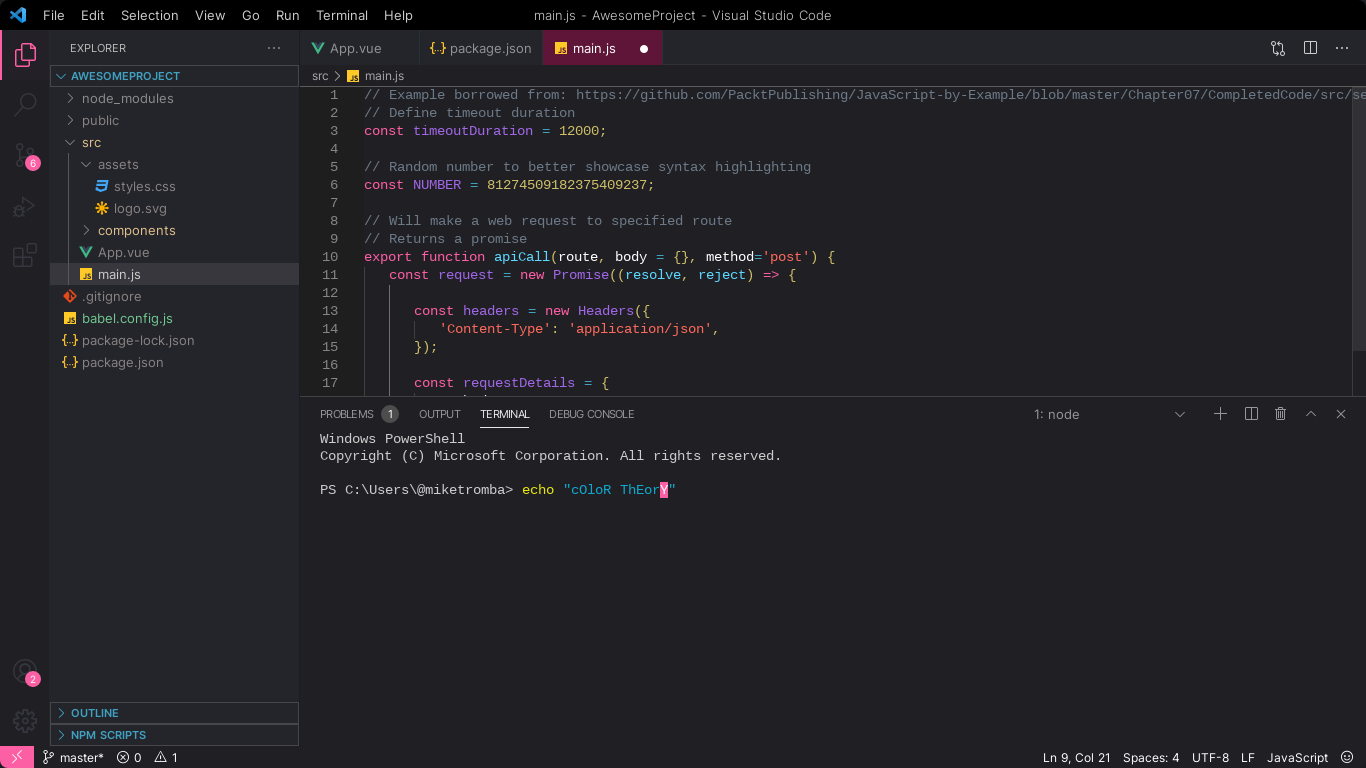 File Edit Selection View Go Run Terminal Help
main.js - AwesomeProject - Visual Studio Code
EXPLORER
AWESOMEPROJECT
node_modules
public
src
assets
styles.css
logo.svg
components
App.vue
JS main.js
.gitignore
JS babel.config.js
{..} package-lock.json
{..} package.json
OUTLINE
NPM SCRIPTS
6
2
App.vue {..} package.json JS main.js
src > JS main.js
1 // Example borrowed from: https://github.com/PacktPublishing/JavaScript-by-Example/blob/master/Chapter07/CompletedCode/src/se
2 // Define timeout duration
3 const timeoutDuration = 12000;
4
5 // Random number to better showcase syntax highlighting
6 const NUMBER = 81274509182375409237;
7
8 // Will make a web request to specified route
9 // Returns a promise
10 export function apiCall(route, body = {}, method='post') {
11 const request = new Promise((resolve, reject) => {
12
13 const headers = new Headers({
14 'Content-Type': 'application/json',
15 });
16
17 const requestDetails = {
PROBLEMS 1 OUTPUT TERMINAL DEBUG CONSOLE 1: node
Windows PowerShell
Copyright (C) Microsoft Corporation. All rights reserved.
PS C:\Users\@miketromba> echo "cOloR ThEorY"
master* 0 1 Ln 9, Col 21 Spaces: 4 UTF-8 LF JavaScript